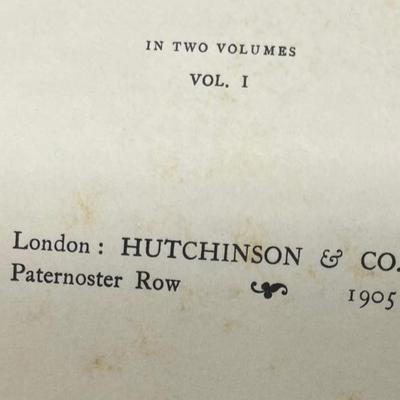 IN TWO VOLUMES
VOL. I
London: HUTCHINSON & CO.
Paternoster Row 1905